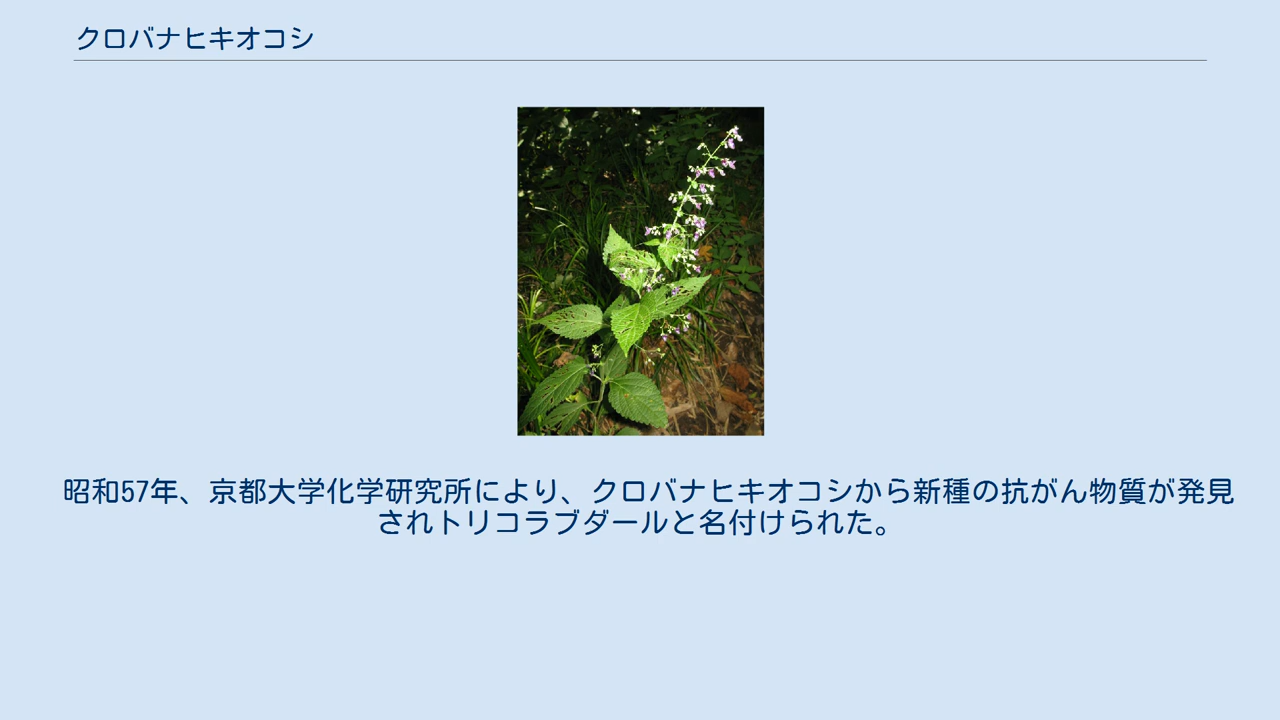 クロバナヒキオコシ
昭和57年、京都大学化学研究所により、クロバナヒキオコシから新種の抗がん物質が発見
されトリコラブダールと名付けられた。